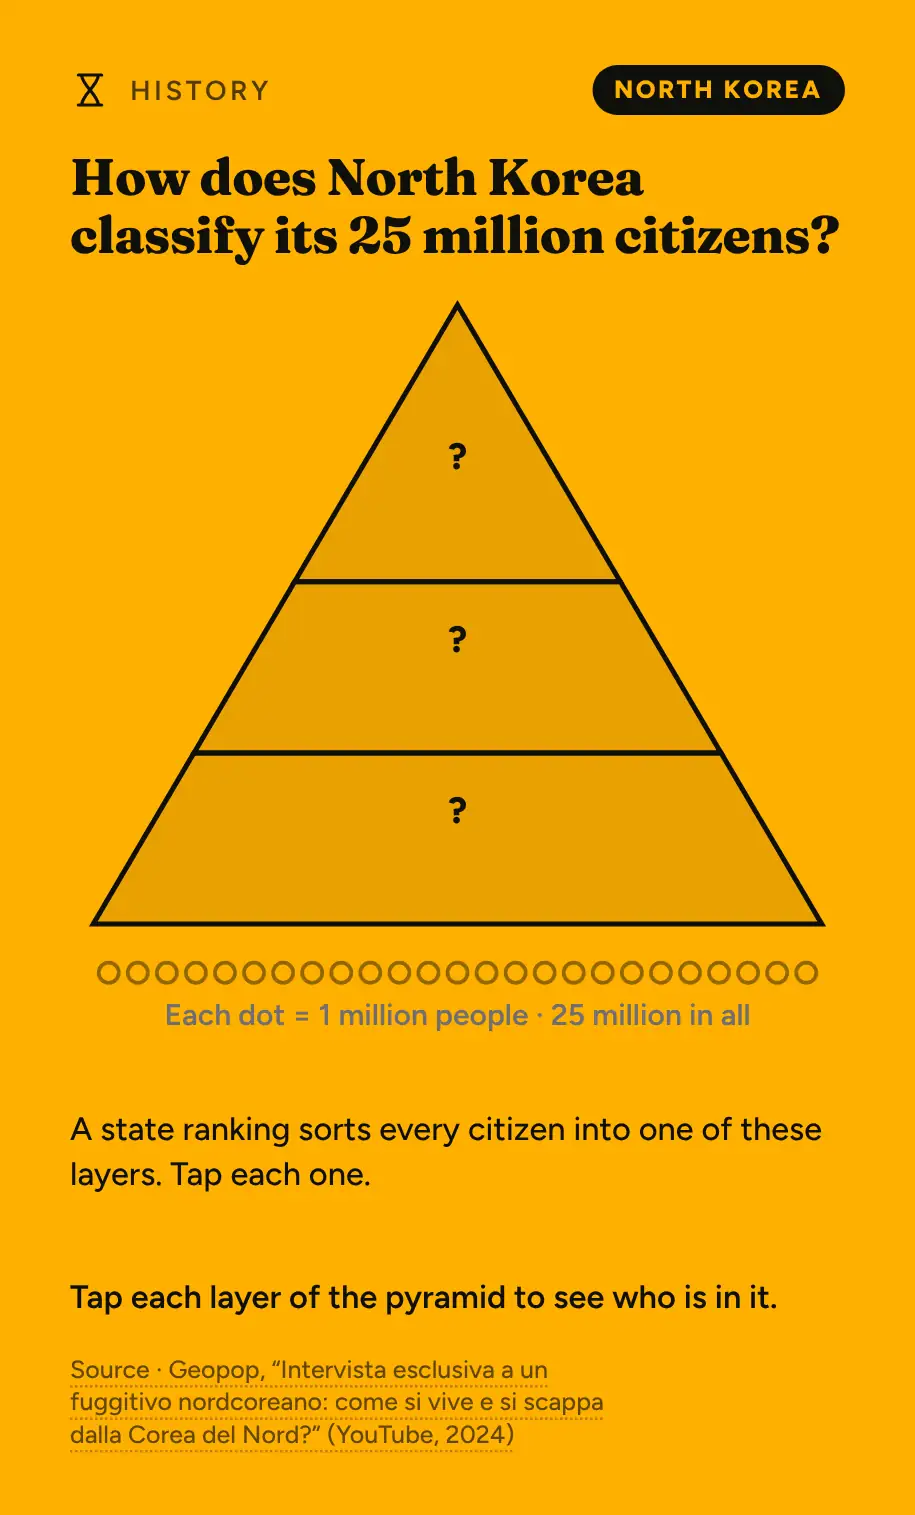 HISTORY
NORTH KOREA
How does North Korea
classify its 25 million citizens?
?
?
?
Each dot = 1 million people · 25 million in all
A state ranking sorts every citizen into one of these
layers. Tap each one.
Tap each layer of the pyramid to see who is in it.
Source · Geopop, “Intervista esclusiva a un
fuggitivo nordcoreano: come si vive e si scappa
dalla Corea del Nord?” (YouTube, 2024)